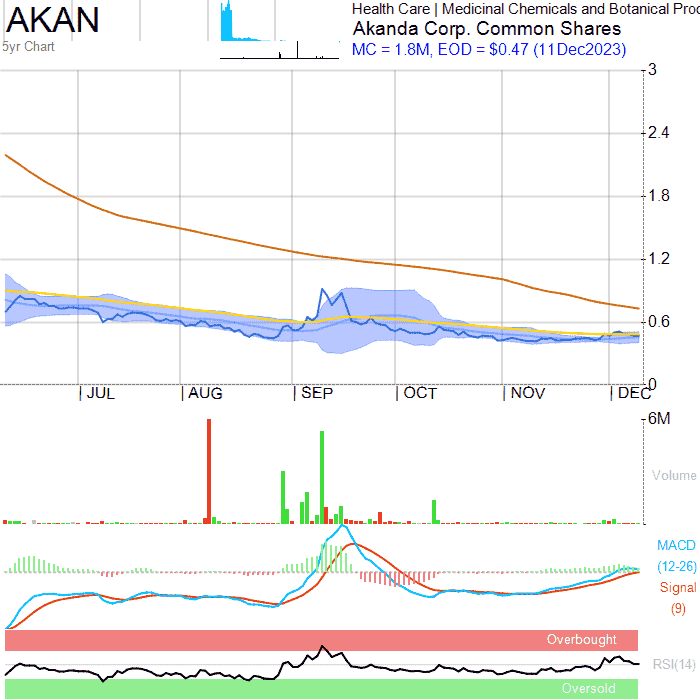 AKAN
5yr Chart
Health Care | Medicinal Chemicals and Botanical Proc
Akanda Corp. Common Shares
MC = 1.8M, EOD = $0.47 (11Dec2023)
3
2.4
1.8
1.2
0.6
0
JUL AUG SEP OCT NOV DEC
6M
Volume
MACD
(12-26)
Signal
(9)
Overbought
RSI(14)
Oversold